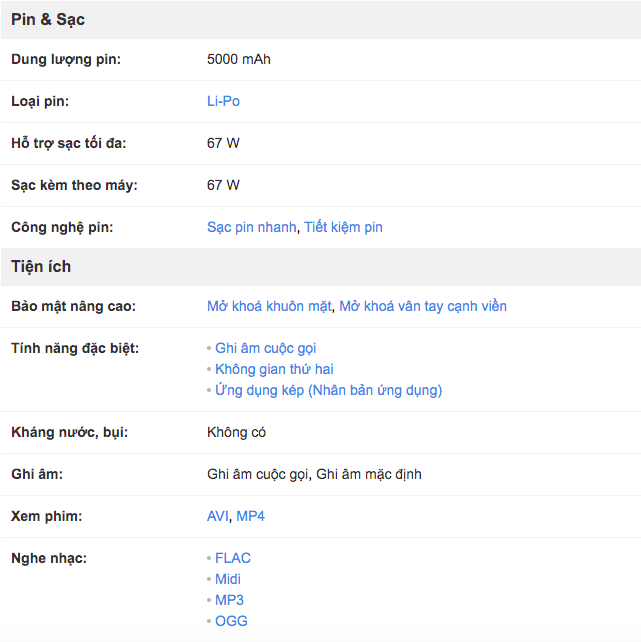 Pin & Sạc
Dung lượng pin: 5000 mAh
Loại pin: Li-Po
Hỗ trợ sạc tối đa: 67 W
Sạc kèm theo máy: 67 W
Công nghệ pin: Sạc pin nhanh, Tiết kiệm pin
Tiện ích
Bảo mật nâng cao: Mở khoá khuôn mặt, Mở khoá vân tay cạnh viền
Tính năng đặc biệt: • Ghi âm cuộc gọi
• Không gian thứ hai
• Ứng dụng kép (Nhân bản ứng dụng)
Kháng nước, bụi: Không có
Ghi âm: Ghi âm cuộc gọi, Ghi âm mặc định
Xem phim: AVI, MP4
Nghe nhạc: • FLAC
• Midi
• MP3
• OGG